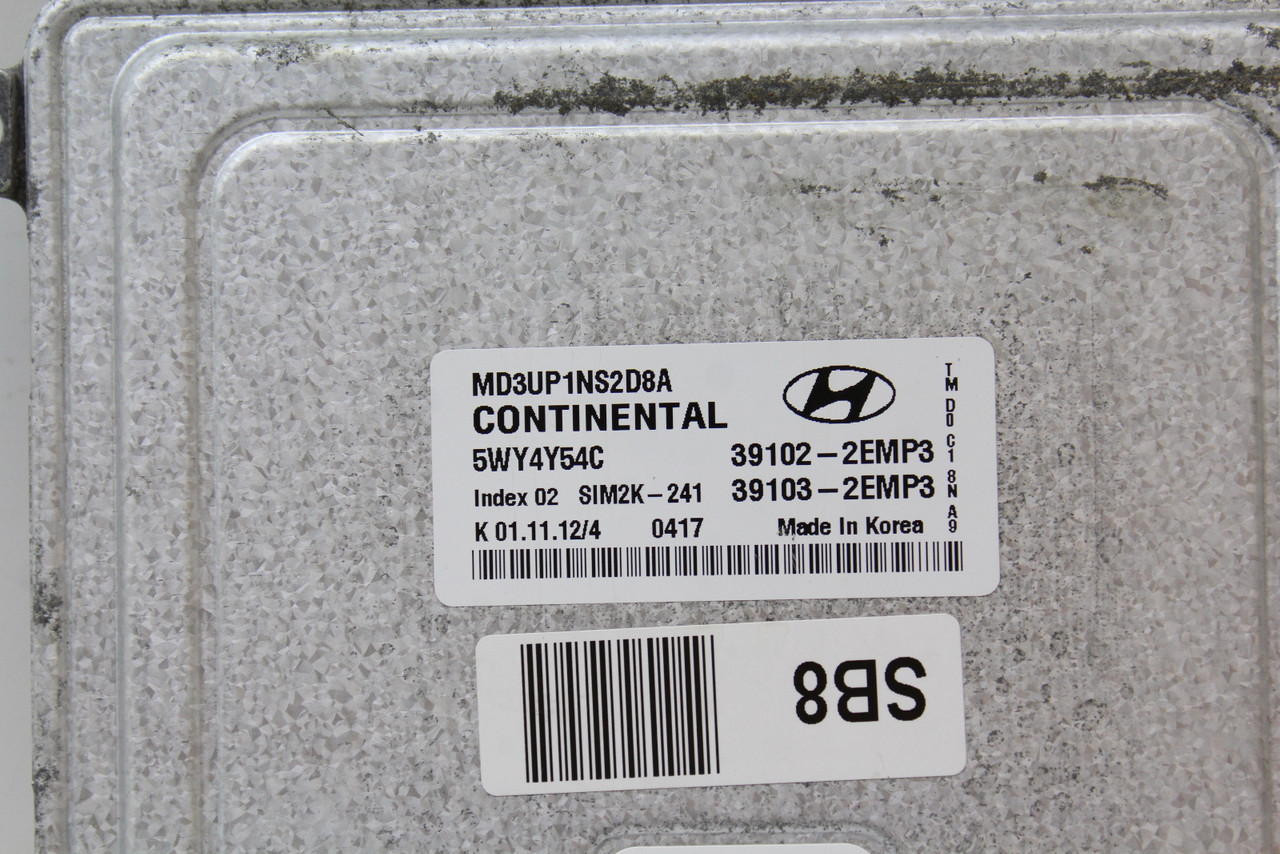 MD3UP1NS2D8A
CONTINENTAL
5WY4Y54C 39102-2EMP3
Index 02 SIM2K-241 39103-2EMP3
K 01.11.12/4 0417 Made In Korea
TM D0 C1 8N A9
SB8